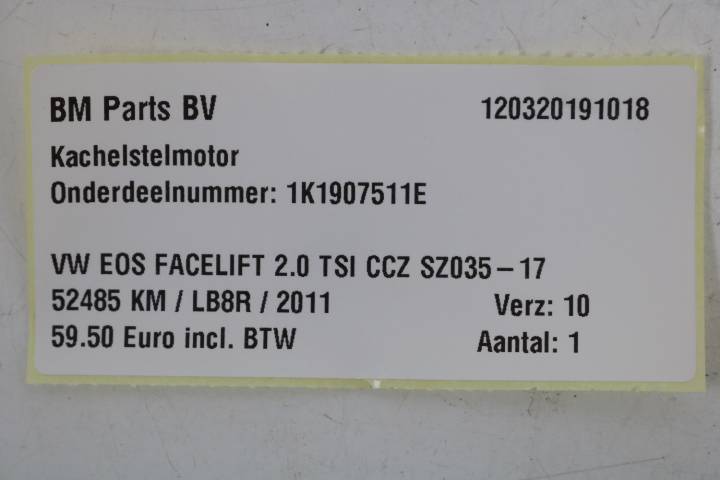 BM Parts BV 120320191018
Kachelstelmotor
Onderdeelnummer: 1K1907511E
VW EOS FACELIFT 2.0 TSI CCZ SZ035-17
52485 KM / LB8R / 2011 Verz: 10
59.50 Euro incl. BTW Aantal: 1